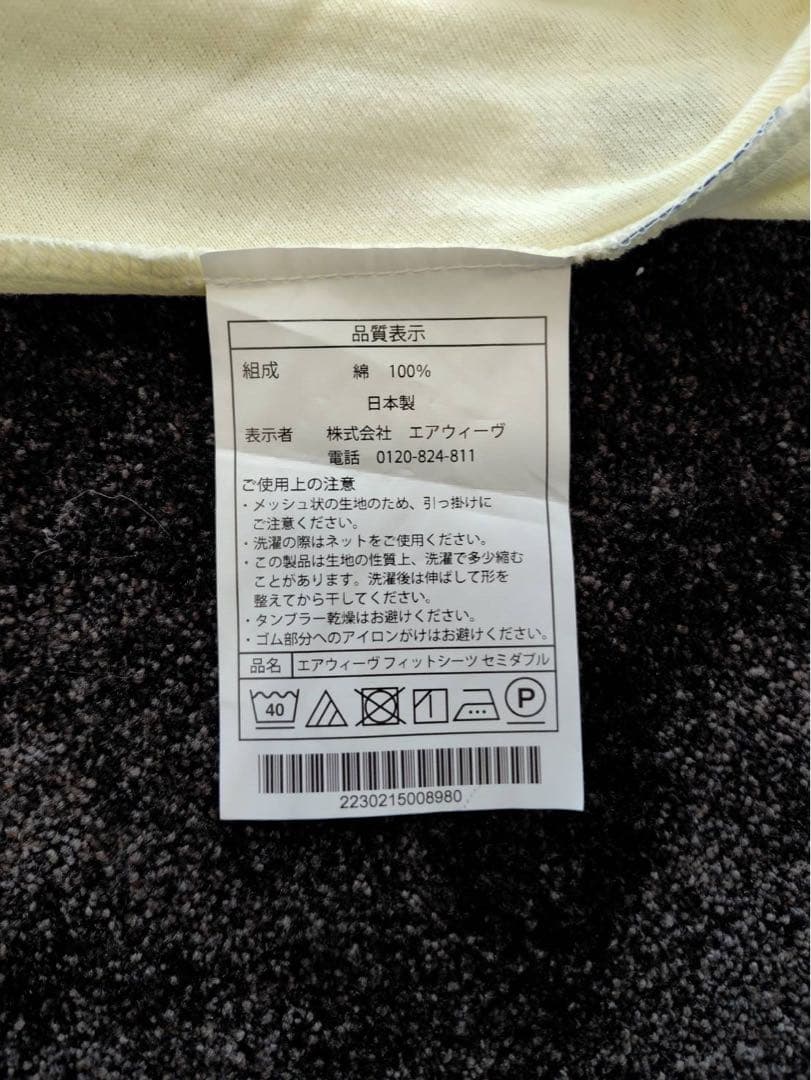 品質表示
組成 綿 100%
日本製
表示者 株式会社 エアウィーヴ
電話 0120-824-811
ご使用上の注意
・メッシュ状の生地のため、引っ掛けに
ご注意ください。
・洗濯の際はネットをご使用ください。
・この製品は生地の性質上、洗濯で多少縮む
ことがあります。洗濯後は伸ばして形を
整えてから干してください。
・タンブラー乾燥はお避けください。
・ゴム部分へのアイロンがけはお避けください。
品名 エアウィーヴ フィットシーツ セミダブル
40 P
2230215008980